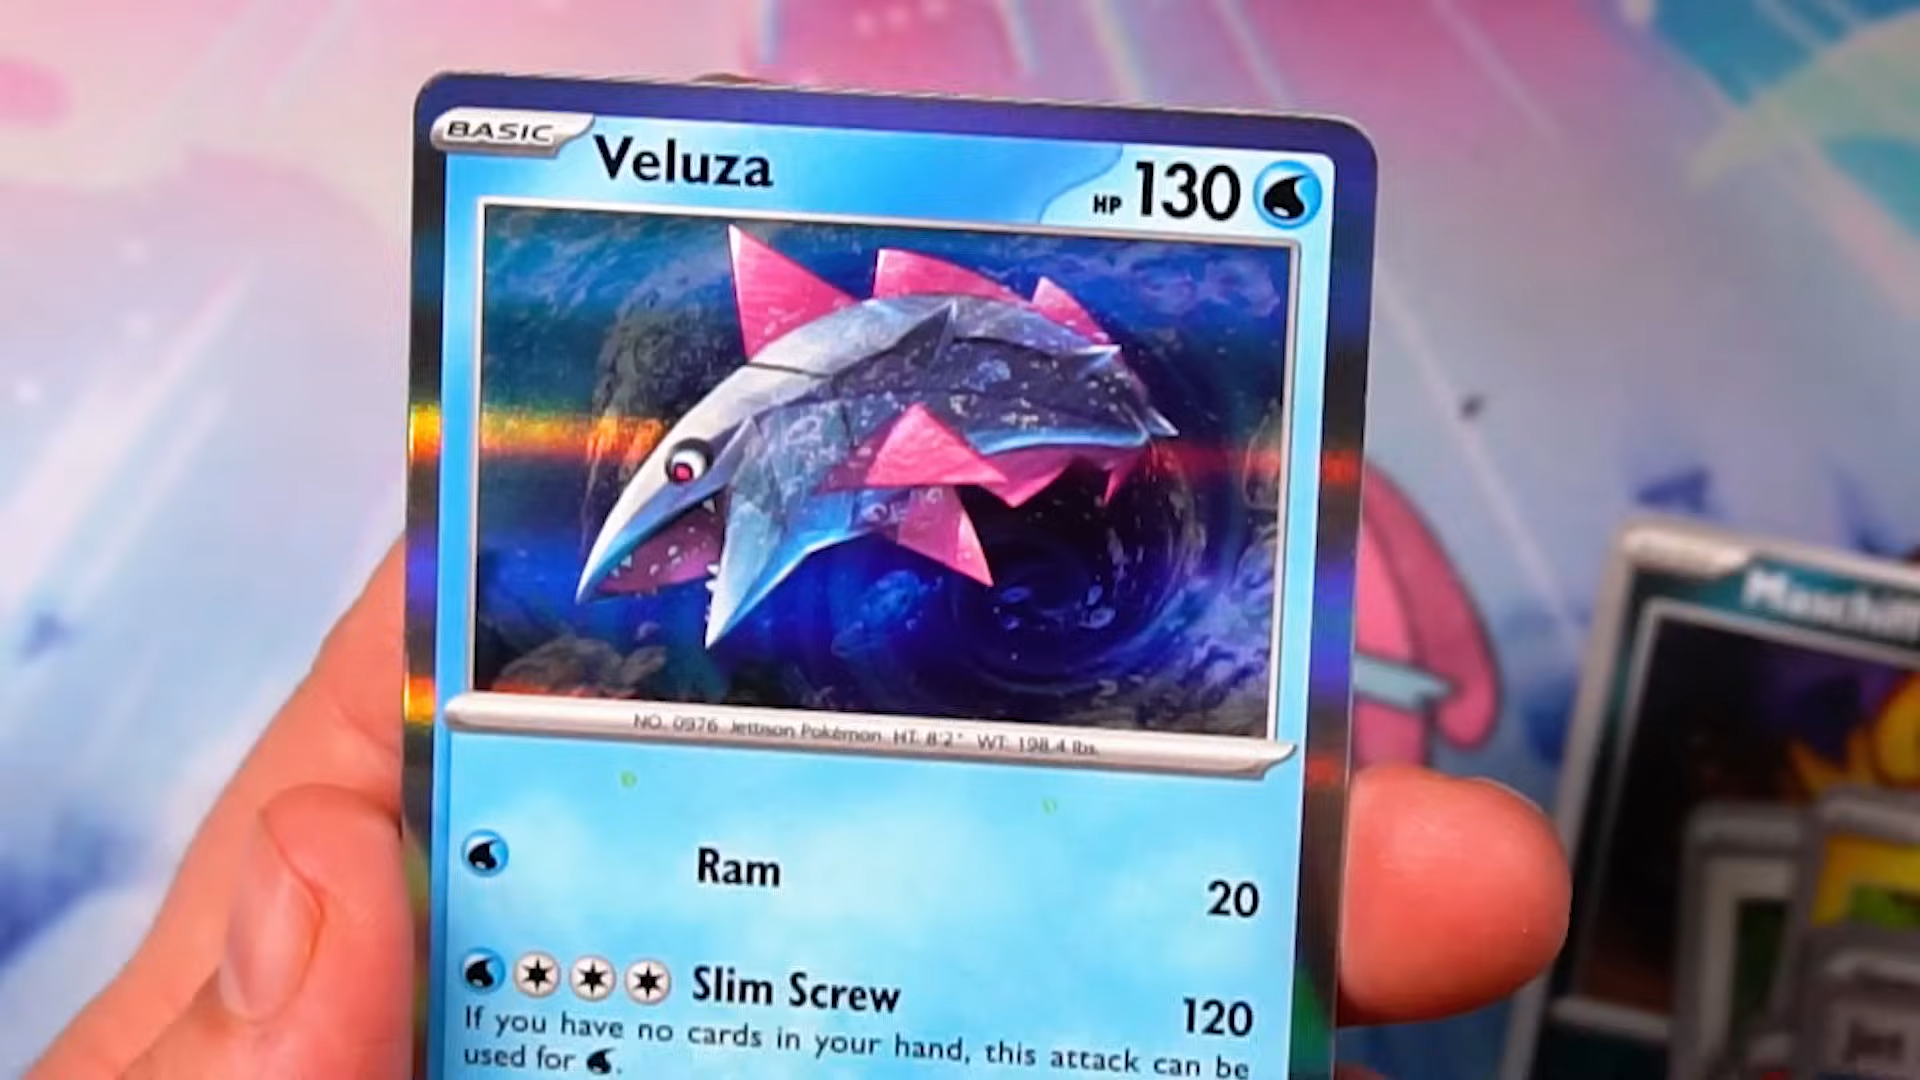 BASIC
Veluza
HP 130
NO. 0976 Jettison Pokémon HT: 8'2" WT: 198.4 lbs.
Ram
20
Slim Screw
120
If you have no cards in your hand, this attack can be
used for